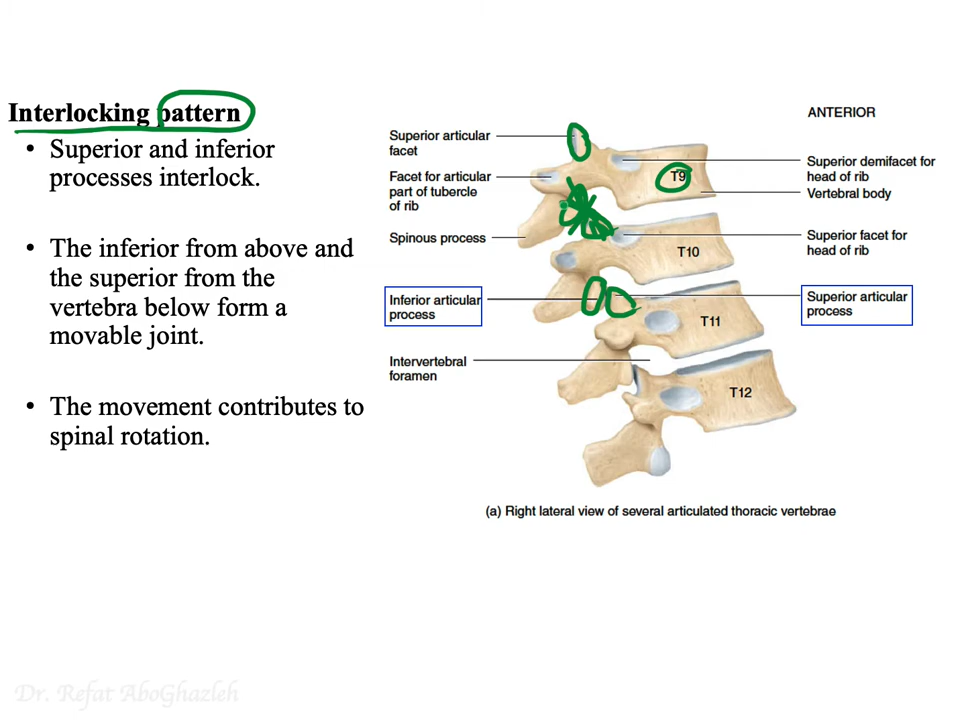 Interlocking pattern
• Superior and inferior
processes interlock.
• The inferior from above and
the superior from the
vertebra below form a
movable joint.
• The movement contributes to
spinal rotation.
ANTERIOR
Superior articular
facet
Facet for articular
part of tubercle
of rib
Spinous process
Inferior articular
process
Intervertebral
foramen
T9
T10
T11
T12
Superior demifacet for
head of rib
Vertebral body
Superior facet for
head of rib
Superior articular
process
(a) Right lateral view of several articulated thoracic vertebrae
Dr. Refat AboGhazleh